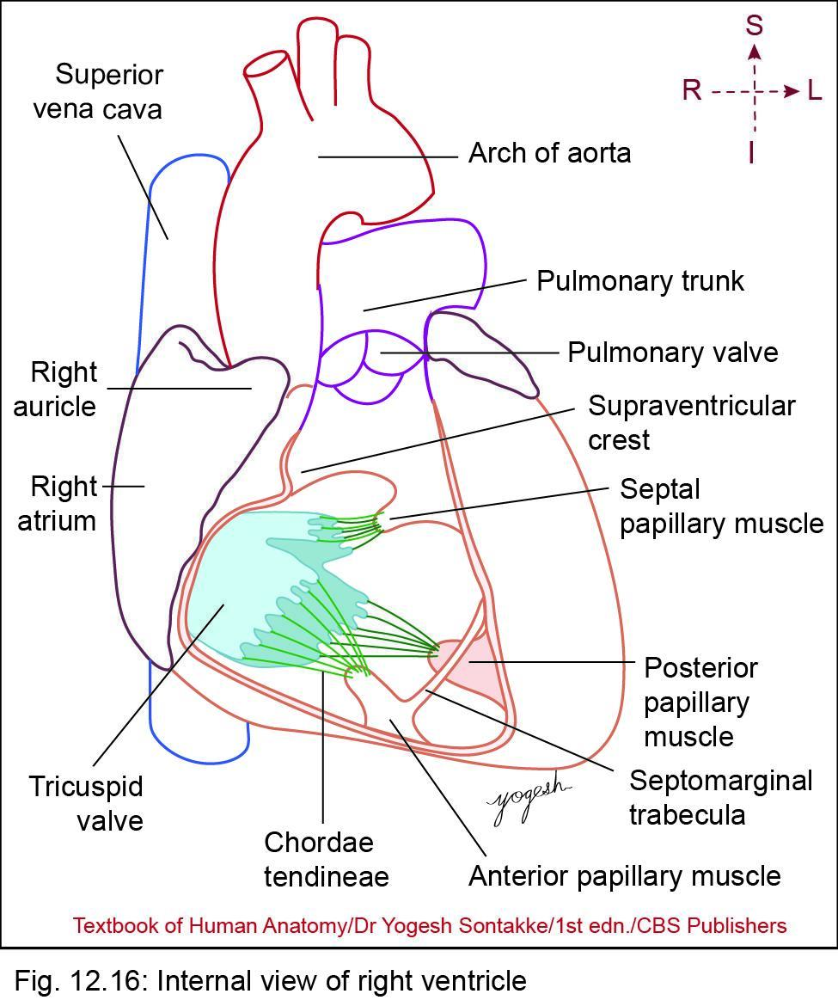 S
Superior
vena cava
R
L
I
Arch of aorta
Pulmonary trunk
Pulmonary valve
Right
auricle
Supraventricular
crest
Right
atrium
Septal
papillary muscle
Posterior
papillary
muscle
Tricuspid
valve
Septomarginal
trabecula
yogesh
Chordae
tendineae
Anterior papillary muscle
Textbook of Human Anatomy/Dr Yogesh Sontakke/1st edn./CBS Publishers
Fig. 12.16: Internal view of right ventricle